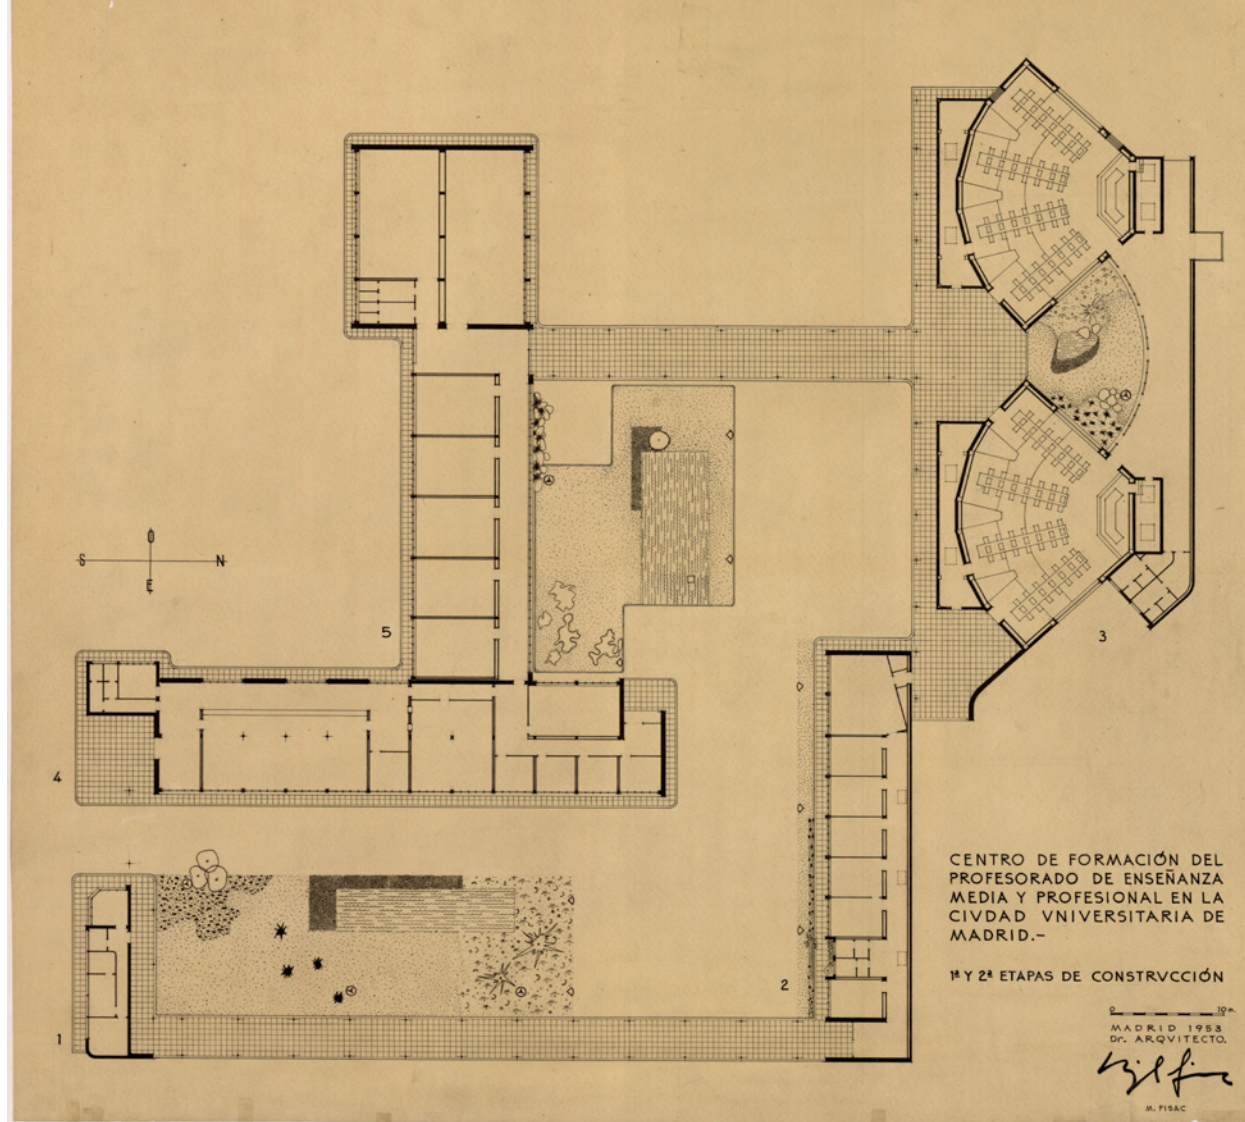 O
S N
E
5
3
4
2
1
CENTRO DE FORMACIÓN DEL
PROFESORADO DE ENSEÑANZA
MEDIA Y PROFESIONAL EN LA
CIVDAD VNIVERSITARIA DE
MADRID.-
1ª Y 2ª ETAPAS DE CONSTRVCCIÓN
0 10 m.
MADRID 1953
Dr. ARQVITECTO.
M. FISAC